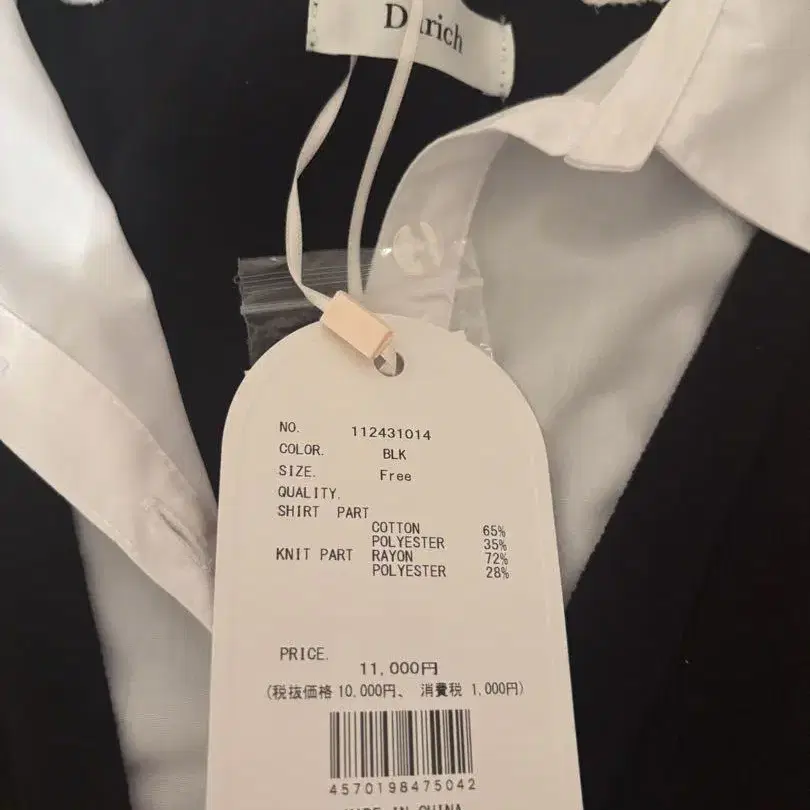 NO. 112431014
COLOR. BLK
SIZE. Free
QUALITY.
SHIRT PART
COTTON 65%
POLYESTER 35%
KNIT PART RAYON 72%
POLYESTER 28%
PRICE.
11,000円
(税抜価格 10,000円、 消費税 1,000円)
4570198475042